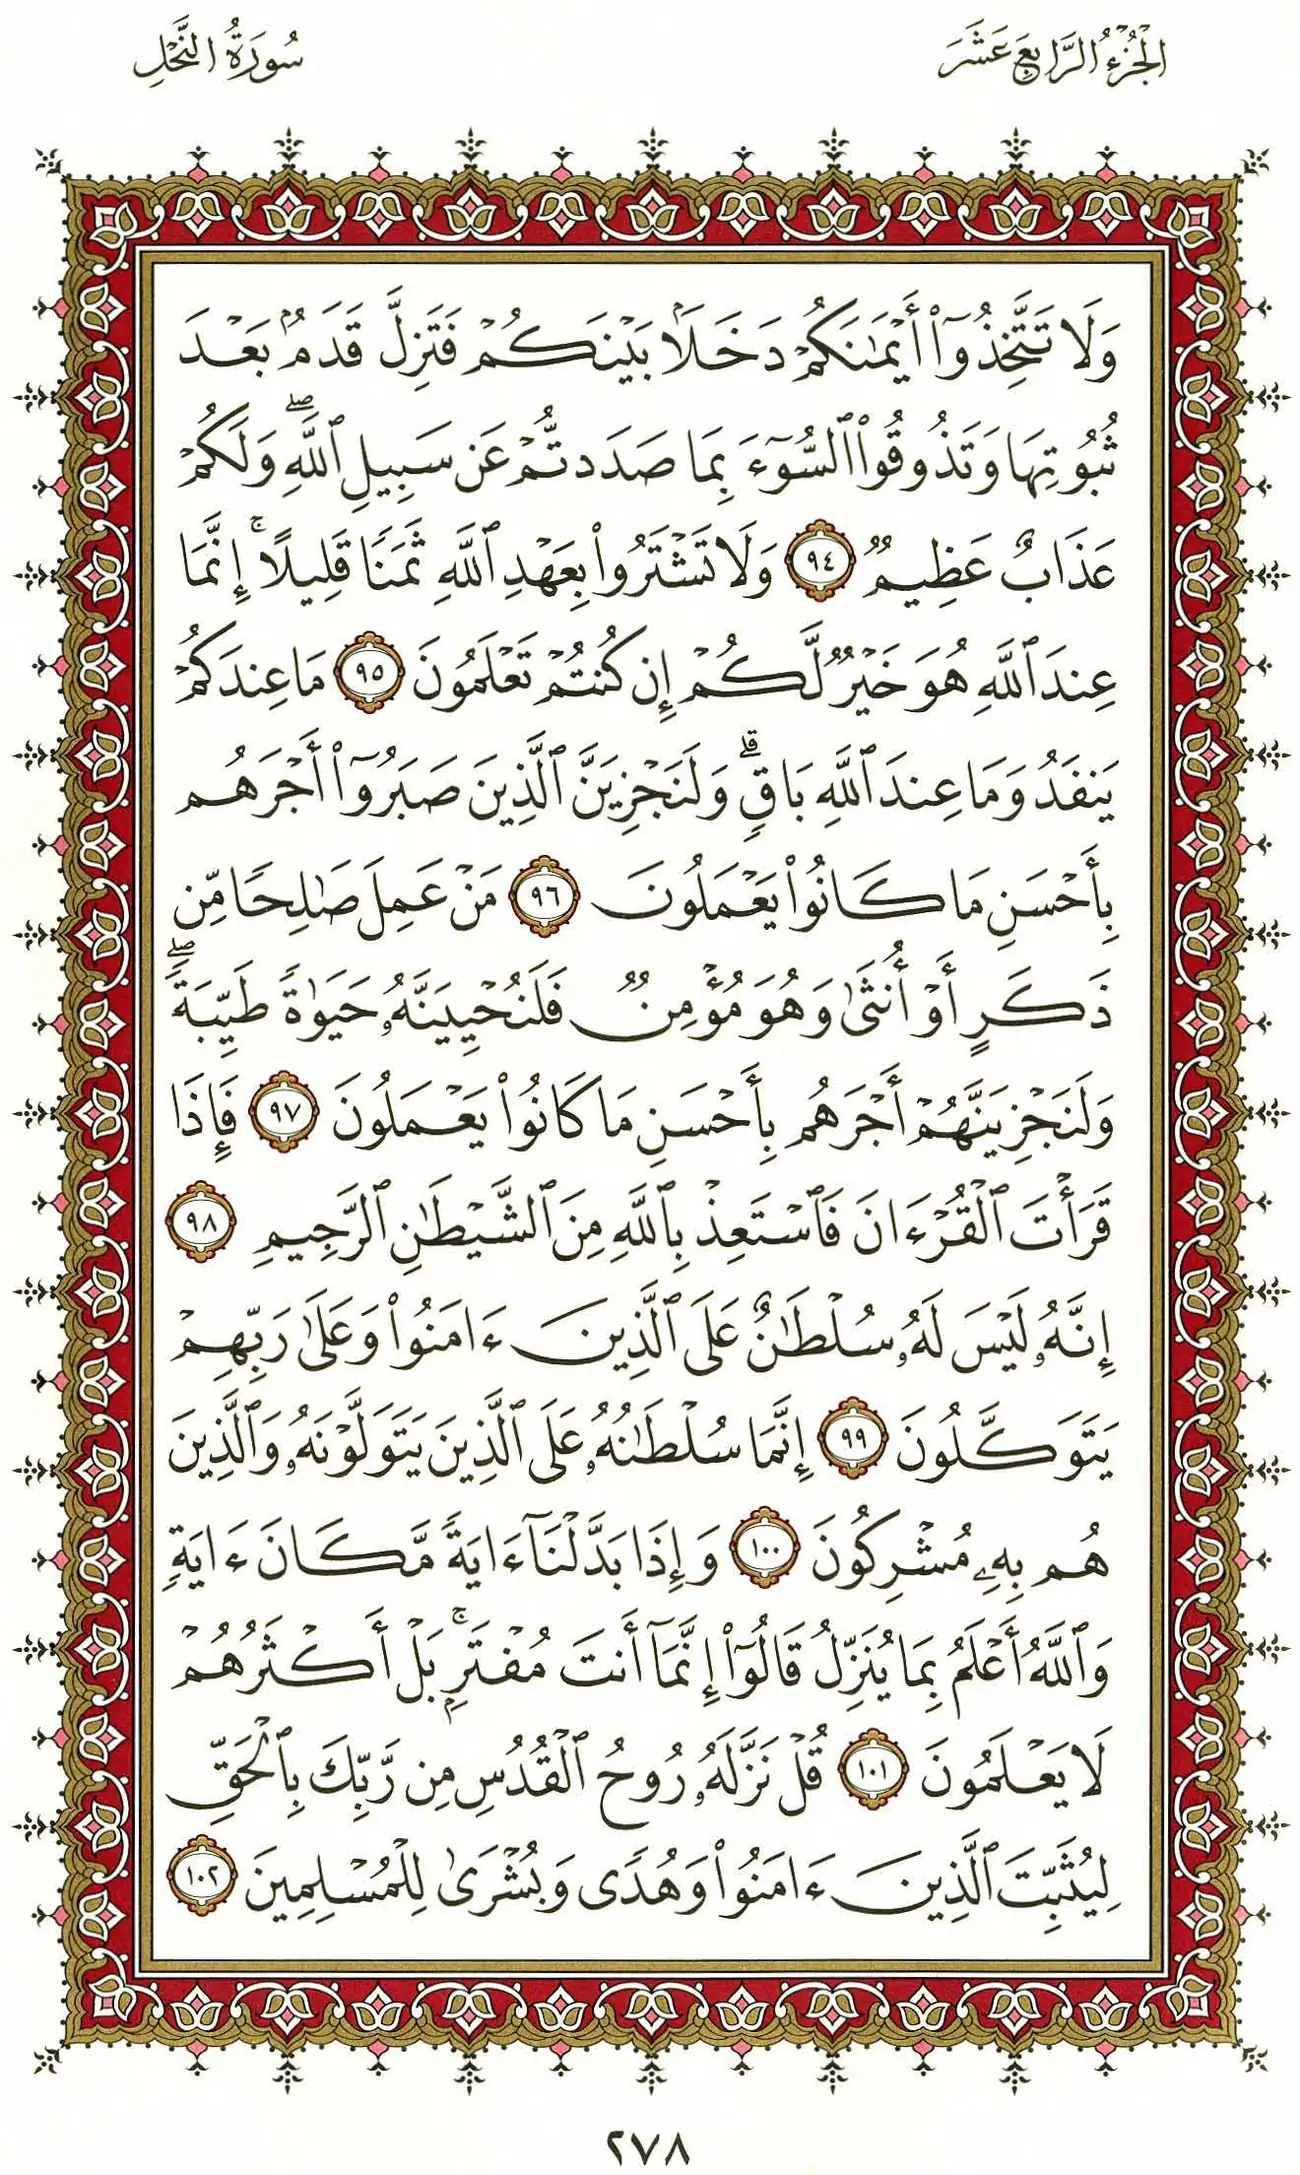 الجزء الرابع عشر
سورة النحل
وَلَا تَتَّخِذُوٓا۟ أَيْمَٰنَكُمْ دَخَلًۢا بَيْنَكُمْ فَتَزِلَّ قَدَمٌۢ بَعْدَ
ثُبُوتِهَا وَتَذُوقُوا۟ ٱلسُّوٓءَ بِمَا صَدَدتُّمْ عَن سَبِيلِ ٱللَّهِ ۖ وَلَكُمْ
عَذَابٌ عَظِيمٌ ٩٤ وَلَا تَشْتَرُوا۟ بِعَهْدِ ٱللَّهِ ثَمَنًا قَلِيلًا ۚ إِنَّمَا
عِندَ ٱللَّهِ هُوَ خَيْرٌ لَّكُمْ إِن كُنتُمْ تَعْلَمُونَ ٩٥ مَا عِندَكُمْ
يَنفَدُ وَمَا عِندَ ٱللَّهِ بَاقٍ ۗ وَلَنَجْزِيَنَّ ٱلَّذِينَ صَبَرُوٓا۟ أَجْرَهُم
بِأَحْسَنِ مَا كَانُوا۟ يَعْمَلُونَ ٩٦ مَنْ عَمِلَ صَٰلِحًا مِّن
ذَكَرٍ أَوْ أُنثَىٰ وَهُوَ مُؤْمِنٌ فَلَنُحْيِيَنَّهُۥ حَيَوٰةً طَيِّبَةً ۖ
وَلَنَجْزِيَنَّهُمْ أَجْرَهُم بِأَحْسَنِ مَا كَانُوا۟ يَعْمَلُونَ ٩٧ فَإِذَا
قَرَأْتَ ٱلْقُرْءَانَ فَٱسْتَعِذْ بِٱللَّهِ مِنَ ٱلشَّيْطَٰنِ ٱلرَّجِيمِ ٩٨
إِنَّهُۥ لَيْسَ لَهُۥ سُلْطَٰنٌ عَلَى ٱلَّذِينَ ءَامَنُوا۟ وَعَلَىٰ رَبِّهِمْ
يَتَوَكَّلُونَ ٩٩ إِنَّمَا سُلْطَٰنُهُۥ عَلَى ٱلَّذِينَ يَتَوَلَّوْنَهُۥ وَٱلَّذِينَ
هُم بِهِۦ مُشْرِكُونَ ١٠٠ وَإِذَا بَدَّلْنَآ ءَايَةً مَّكَانَ ءَايَةٍ
وَٱللَّهُ أَعْلَمُ بِمَا يُنَزِّلُ قَالُوٓا۟ إِنَّمَآ أَنتَ مُفْتَرٍۭ ۚ بَلْ أَكْثَرُهُمْ
لَا يَعْلَمُونَ ١٠١ قُلْ نَزَّلَهُۥ رُوحُ ٱلْقُدُسِ مِن رَّبِّكَ بِٱلْحَقِّ
لِيُثَبِّتَ ٱلَّذِينَ ءَامَنُوا۟ وَهُدًى وَبُشْرَىٰ لِلْمُسْلِمِينَ ١٠٢
٢٧٨